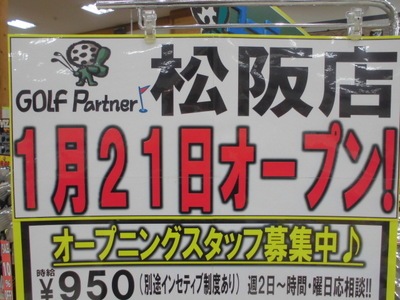 GOLF Partner
松阪店
1月21日オープン!
オープニングスタッフ募集中♪
時給
¥950(別途インセティブ制度あり) 週2日～時間・曜日応相談!!